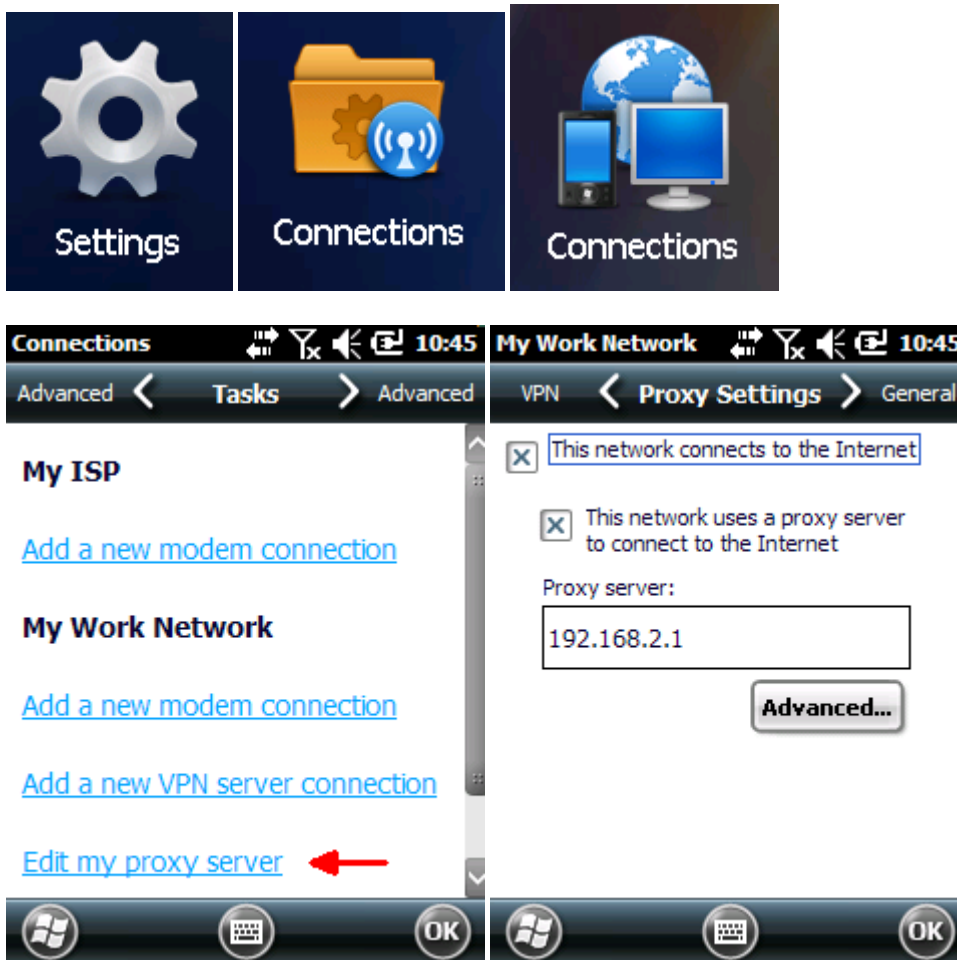 Settings
Connections
Connections
Connections 10:45
Advanced Tasks Advanced
My ISP
Add a new modem connection
My Work Network
Add a new modem connection
Add a new VPN server connection
Edit my proxy server
OK
My Work Network 10:45
VPN Proxy Settings General
This network connects to the Internet
This network uses a proxy server
to connect to the Internet
Proxy server:
192.168.2.1
Advanced...
OK